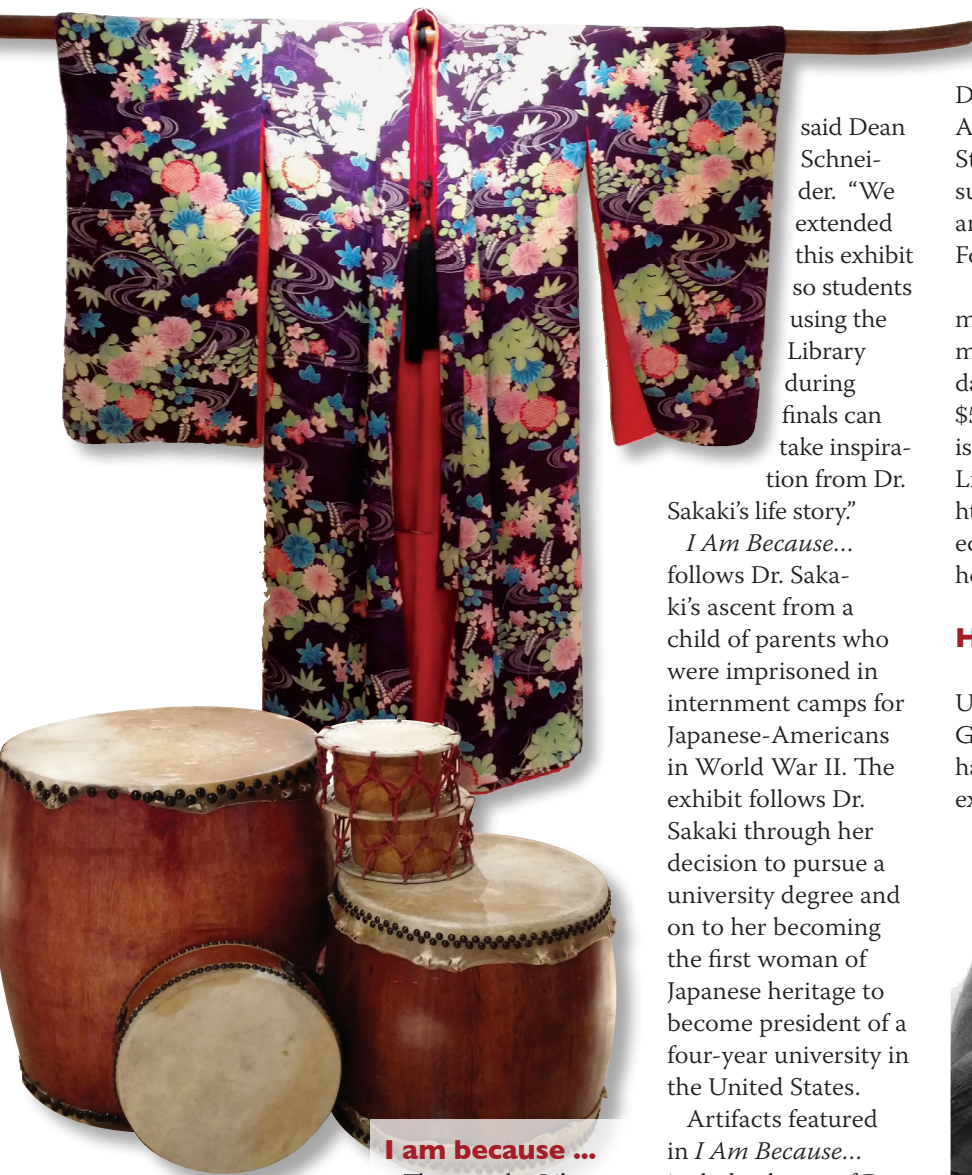 I am because ...
said Dean
Schnei-
der.  “We
extended
this exhibit
so students
using the
Library
during
finals can
take inspira-
tion from Dr.
Sakaki’s life story.”
I Am Because...
follows Dr. Saka-
ki’s ascent from a
child of parents who
were imprisoned in
internment camps for
Japanese-Americans
in World War II. The
exhibit follows Dr.
Sakaki through her
decision to pursue a
university degree and
on to her becoming
the first woman of
Japanese heritage to
become president of a
four-year university in
the United States.
Artifacts featured
in I Am Because...